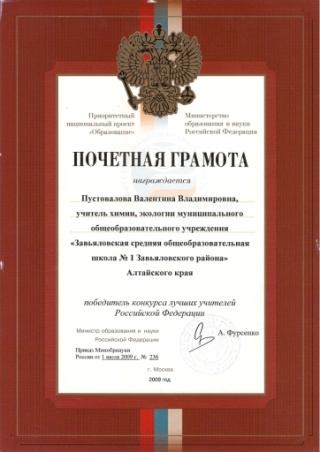 Приоритетный
национальный проект
«Образование»
Министерство
образования и науки
Российской Федерации
ПОЧЕТНАЯ ГРАМОТА
награждается
Пустовалова Валентина Владимировна,
учитель химии, экологии муниципального
общеобразовательного учреждения
«Завьяловская средняя общеобразовательная
школа № 1 Завьяловского района»
Алтайского края
победитель конкурса лучших учителей
Российской Федерации
Министр образования и науки
Российской Федерации
А. Фурсенко
Приказ Минобрнауки
России от 1 июля 2009 г. № 236
г. Москва
2009 год